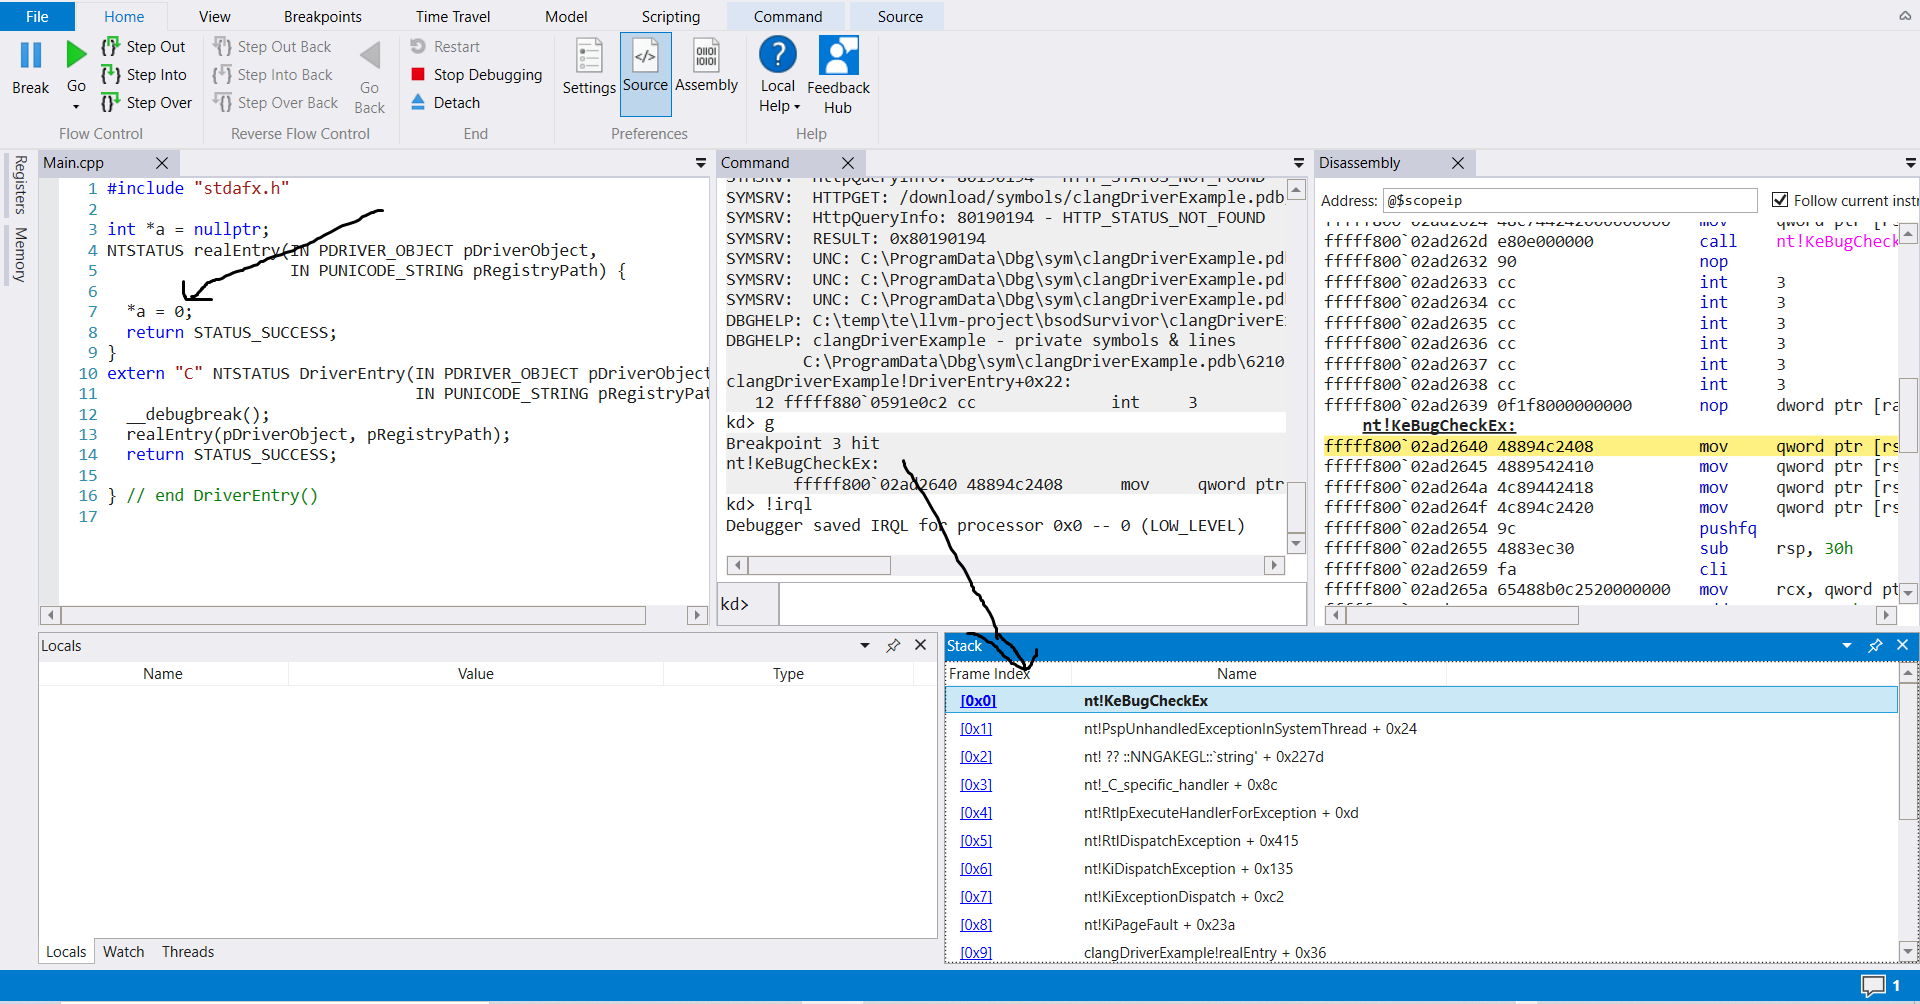 File Home View Breakpoints Time Travel Model Scripting Command Source
Break
Go
Step Out
Step Into
Step Over
Flow Control
Step Out Back
Step Into Back
Step Over Back
Go
Back
Reverse Flow Control
Restart
Stop Debugging
Detach
End
Settings
Source
Assembly
Preferences
Local
Help
Feedback
Hub
Help
Registers
Memory
Main.cpp
1 #include "stdafx.h"
2
3 int *a = nullptr;
4 NTSTATUS realEntry(IN PDRIVER_OBJECT pDriverObject,
5 IN PUNICODE_STRING pRegistryPath) {
6
7 *a = 0;
8 return STATUS_SUCCESS;
9 }
10 extern "C" NTSTATUS DriverEntry(IN PDRIVER_OBJECT pDriverObject
11 IN PUNICODE_STRING pRegistryPat
12 __debugbreak();
13 realEntry(pDriverObject, pRegistryPath);
14 return STATUS_SUCCESS;
15
16 } // end DriverEntry()
17
Command
SYMSRV: HttpQueryInfo: 80190194 - HTTP_STATUS_NOT_FOUND
SYMSRV: HTTPGET: /download/symbols/clangDriverExample.pdb
SYMSRV: HttpQueryInfo: 80190194 - HTTP_STATUS_NOT_FOUND
SYMSRV: RESULT: 0x80190194
SYMSRV: UNC: C:\ProgramData\Dbg\sym\clangDriverExample.pd
SYMSRV: UNC: C:\ProgramData\Dbg\sym\clangDriverExample.pd
SYMSRV: UNC: C:\ProgramData\Dbg\sym\clangDriverExample.pd
DBGHELP: C:\temp\te\llvm-project\bsodSurvivor\clangDriverE
DBGHELP: clangDriverExample - private symbols & lines
C:\ProgramData\Dbg\sym\clangDriverExample.pdb\6210
clangDriverExample!DriverEntry+0x22:
12 fffff880`0591e0c2 cc int 3
kd> g
Breakpoint 3 hit
nt!KeBugCheckEx:
fffff800`02ad2640 48894c2408 mov qword ptr
kd> !irql
Debugger saved IRQL for processor 0x0 -- 0 (LOW_LEVEL)
kd>
Disassembly
Address: @$scopeip Follow current instr
fffff800`02ad2624 48c744242000000000 mov qword ptr [rs
fffff800`02ad262d e80e000000 call nt!KeBugCheck
fffff800`02ad2632 90 nop
fffff800`02ad2633 cc int 3
fffff800`02ad2634 cc int 3
fffff800`02ad2635 cc int 3
fffff800`02ad2636 cc int 3
fffff800`02ad2637 cc int 3
fffff800`02ad2638 cc int 3
fffff800`02ad2639 0f1f8000000000 nop dword ptr [ra
nt!KeBugCheckEx:
fffff800`02ad2640 48894c2408 mov qword ptr [rs
fffff800`02ad2645 4889542410 mov qword ptr [rs
fffff800`02ad264a 4c89442418 mov qword ptr [rs
fffff800`02ad264f 4c894c2420 mov qword ptr [rs
fffff800`02ad2654 9c pushfq
fffff800`02ad2655 4883ec30 sub rsp, 30h
fffff800`02ad2659 fa cli
fffff800`02ad265a 65488b0c2520000000 mov rcx, qword pt
Locals
Name Value Type
Locals Watch Threads
Stack
Frame Index Name
[0x0] nt!KeBugCheckEx
[0x1] nt!PspUnhandledExceptionInSystemThread + 0x24
[0x2] nt! ?? ::NNGAKEGL::`string' + 0x227d
[0x3] nt!_C_specific_handler + 0x8c
[0x4] nt!RtlpExecuteHandlerForException + 0xd
[0x5] nt!RtlDispatchException + 0x415
[0x6] nt!KiDispatchException + 0x135
[0x7] nt!KiExceptionDispatch + 0xc2
[0x8] nt!KiPageFault + 0x23a
[0x9] clangDriverExample!realEntry + 0x36
1